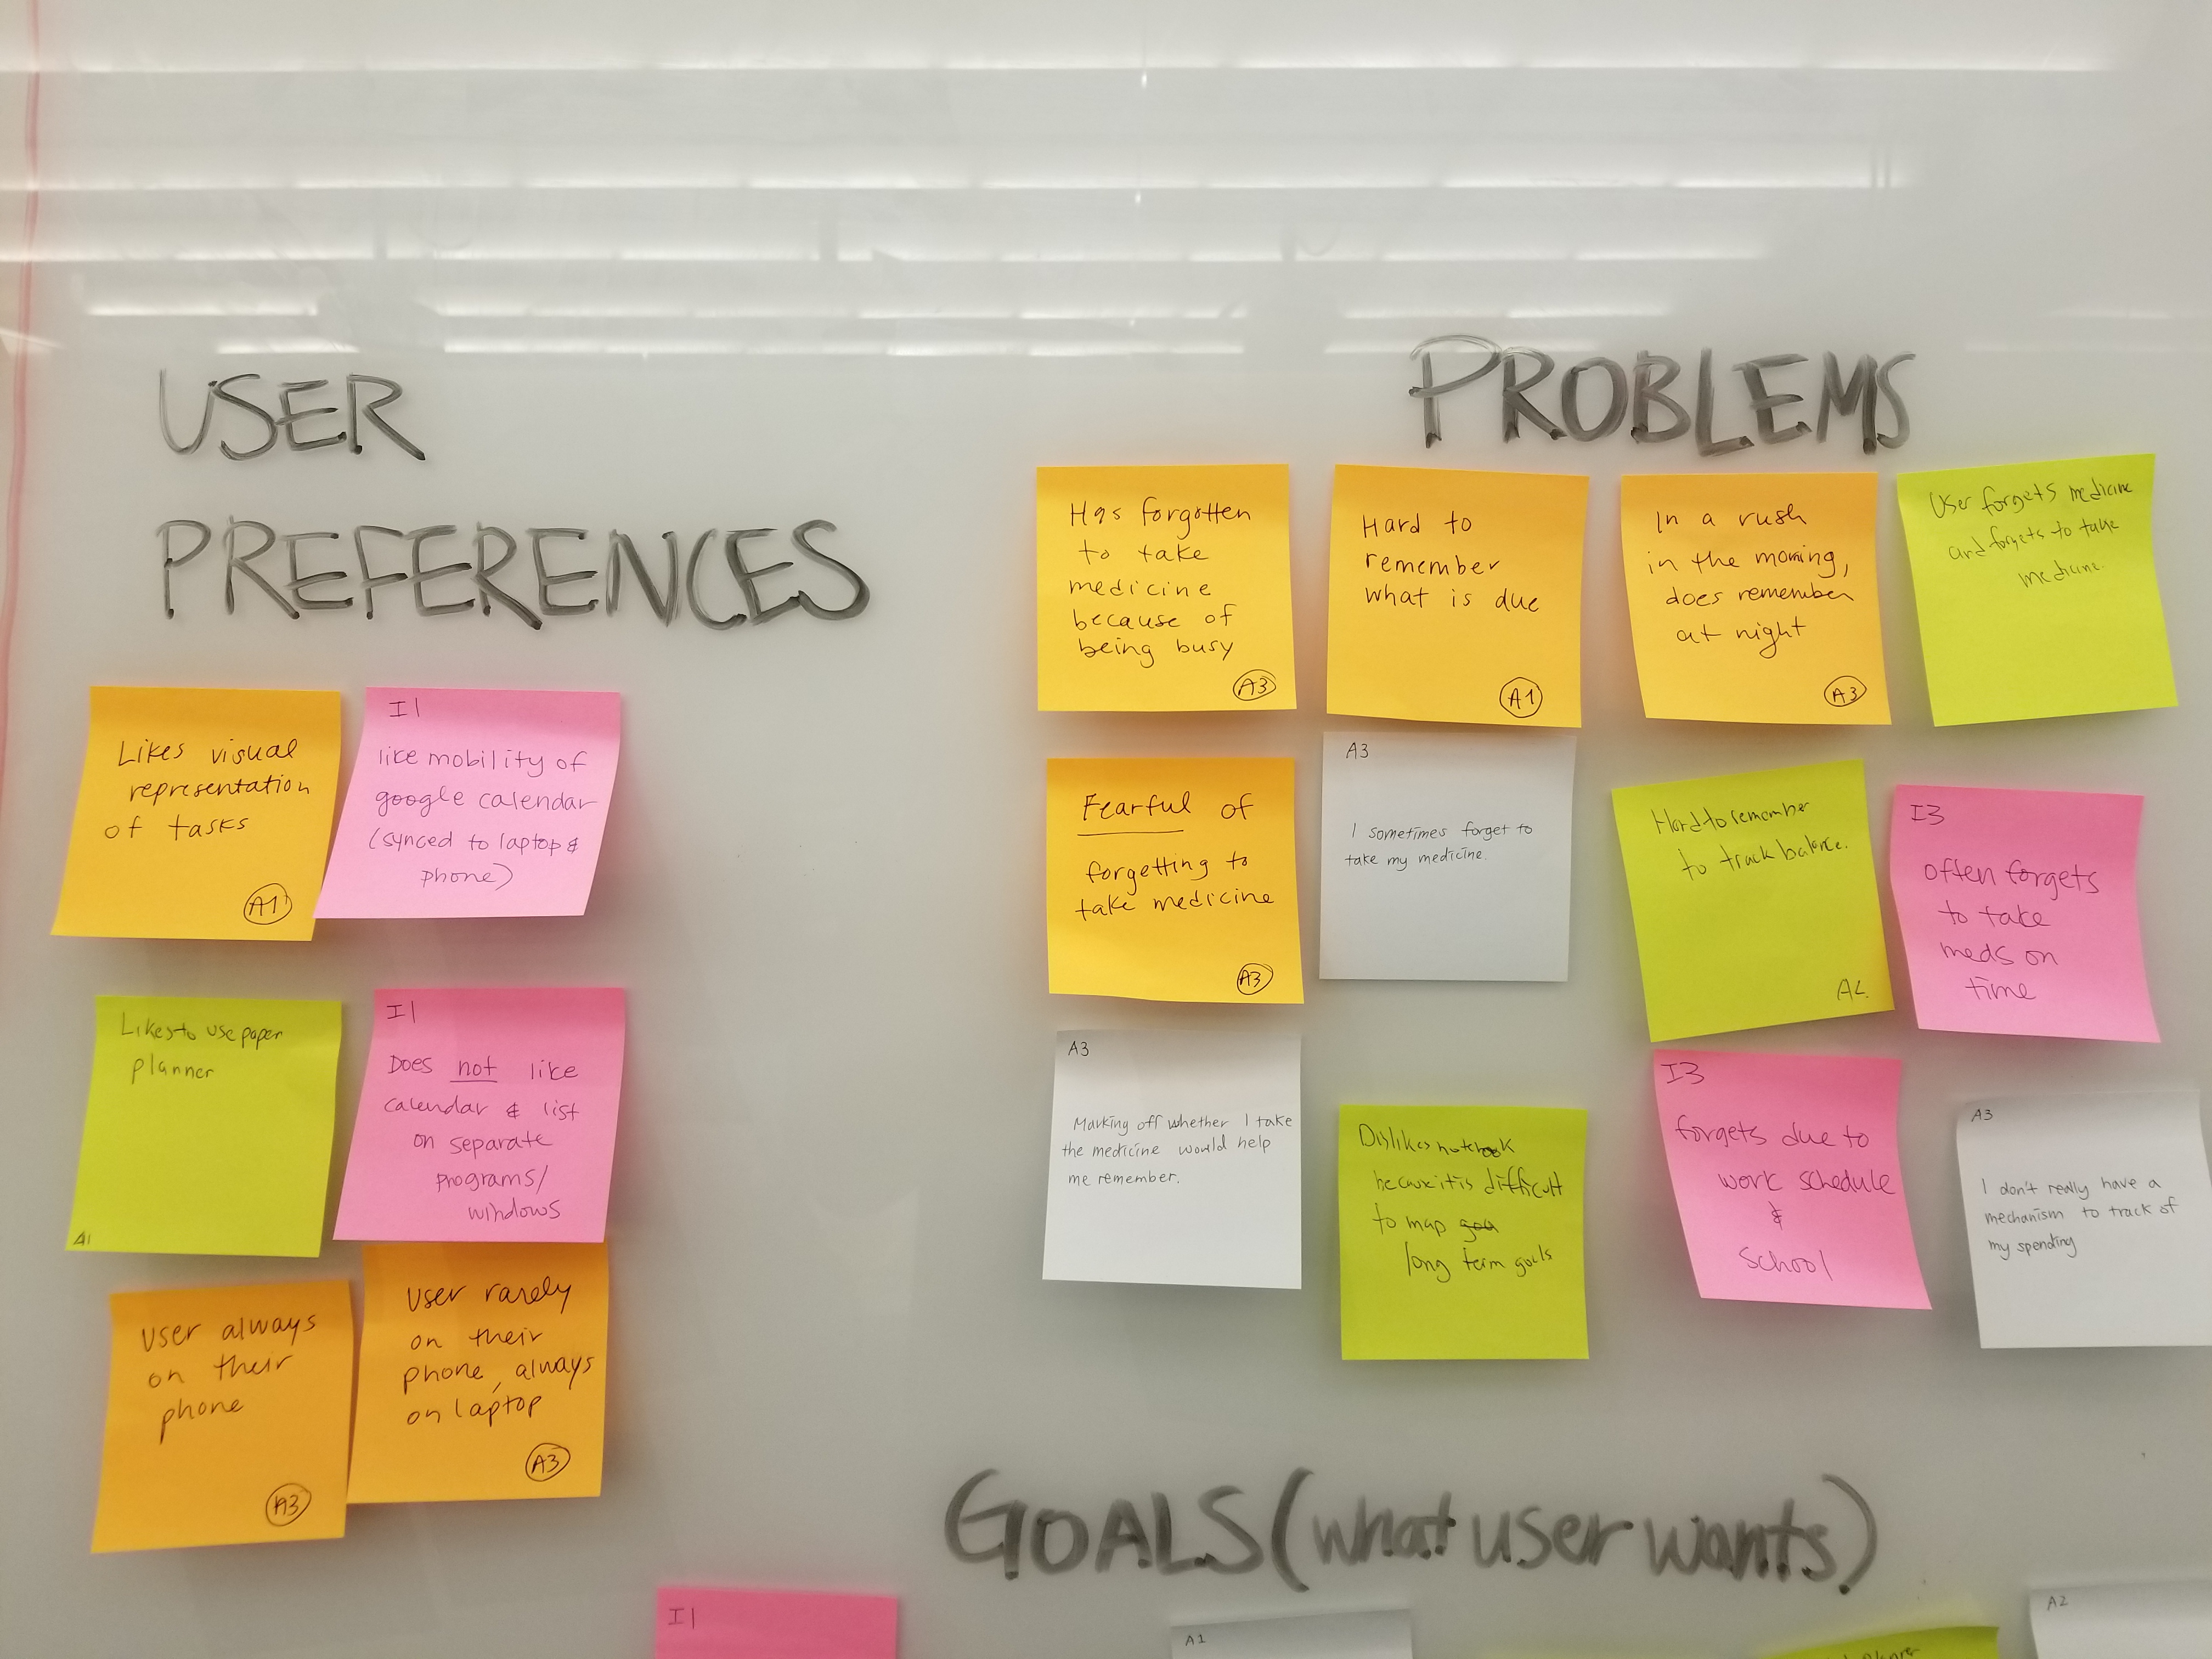 USER
PREFERENCES
Likes visual
representation
of tasks
A1
I1
like mobility of
google calendar
(synced to laptop &
phone)
Likes to use paper
planner
A1
I1
Does not like
calendar & list
on separate
programs/
windows
User always
on their
phone
A3
User rarely
on their
phone, always
on laptop
A3
PROBLEMS
Has forgotten
to take
medicine
because of
being busy
A3
Hard to
remember
what is due
A1
In a rush
in the morning,
does remember
at night
A3
User forgets medicine
and forgets to take
medicine.
Fearful of
forgetting to
take medicine
A3
A3
I sometimes forget to
take my medicine.
Hard to remember
to track balance.
I3
often forgets
to take
meds on
time
A3
Marking off whether I take
the medicine would help
me remember.
Dislikes notebook
because it is difficult
to map goa
long term goals
I3
forgets due to
work schedule
&
school
A3
I don't really have a
mechanism to track of
my spending
GOALS (what user wants)
I1
A1
A2